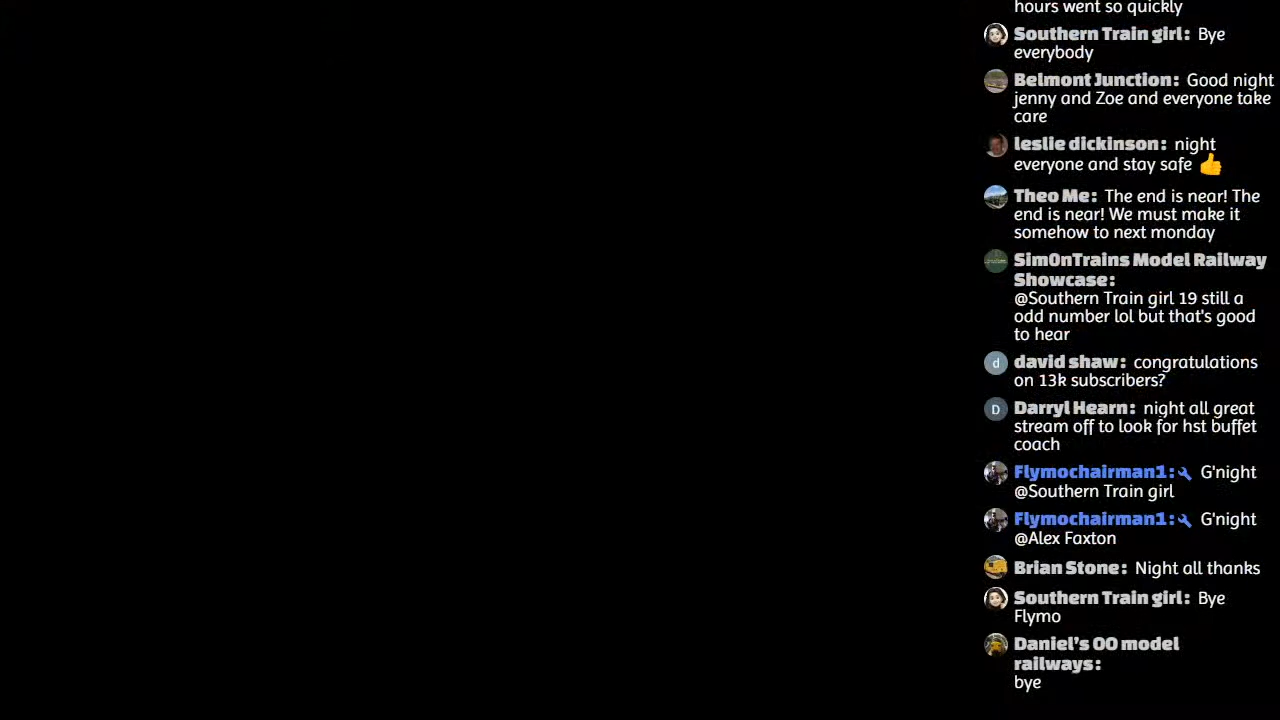 hours went so quickly
Southern Train girl: Bye
everybody
Belmont Junction: Good night
jenny and Zoe and everyone take
care
leslie dickinson: night
everyone and stay safe 👍
Theo Me: The end is near! The
end is near! We must make it
somehow to next monday
Sim0nTrains Model Railway
Showcase:
@Southern Train girl 19 still a
odd number lol but that's good
to hear
d david shaw: congratulations
on 13k subscribers?
D Darryl Hearn: night all great
stream off to look for hst buffet
coach
Flymochairman1: G'night
@Southern Train girl
Flymochairman1: G'night
@Alex Faxton
Brian Stone: Night all thanks
Southern Train girl: Bye
Flymo
Daniel’s OO model
railways:
bye